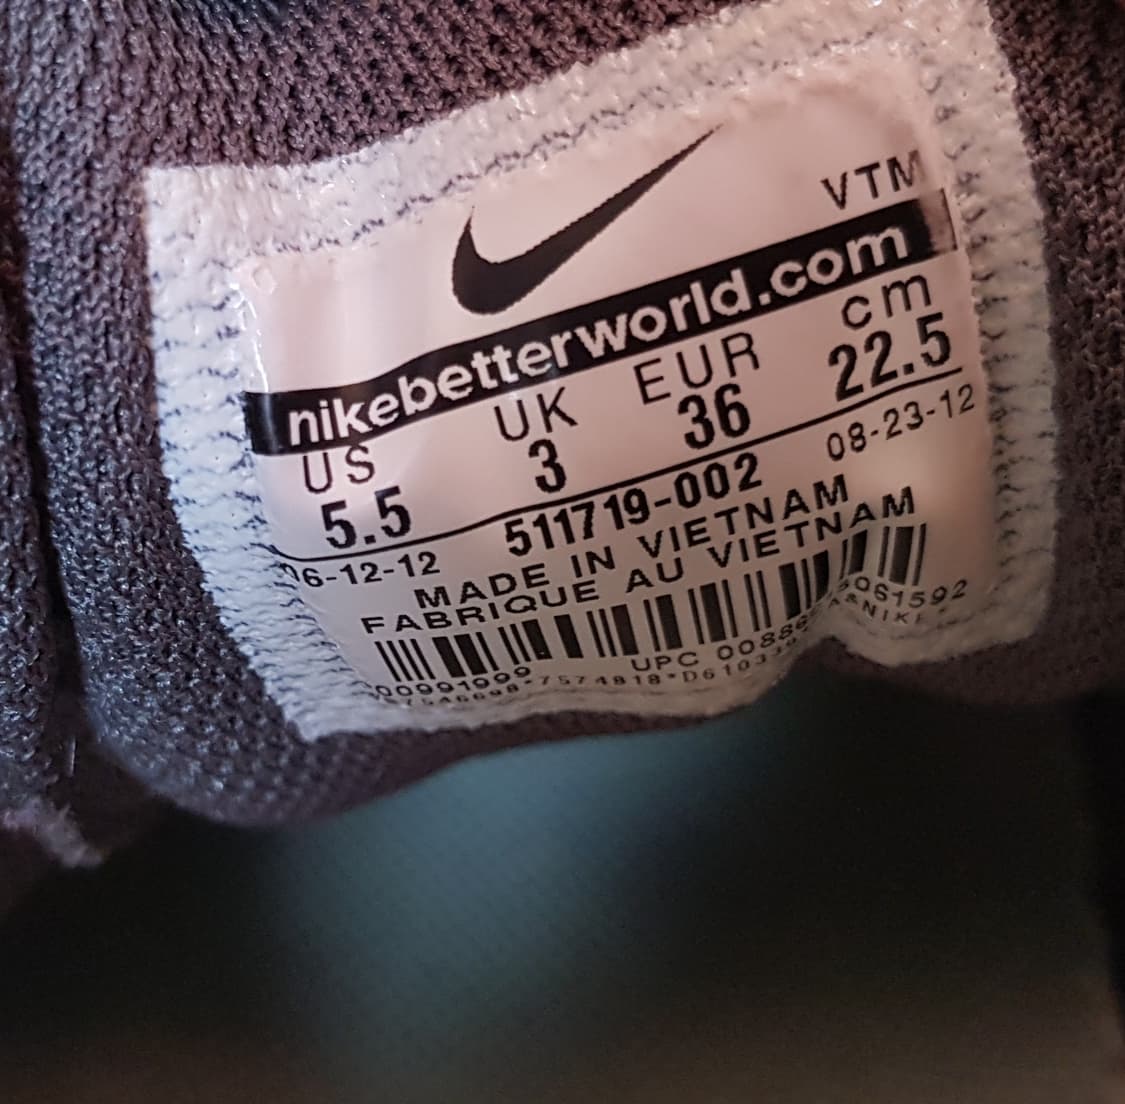 VTM
nikebetterworld.com
US UK EUR cm
5.5 3 36 22.5
06-12-12 511719-002 08-23-12
MADE IN VIETNAM
FABRIQUE AU VIETNAM
UPC